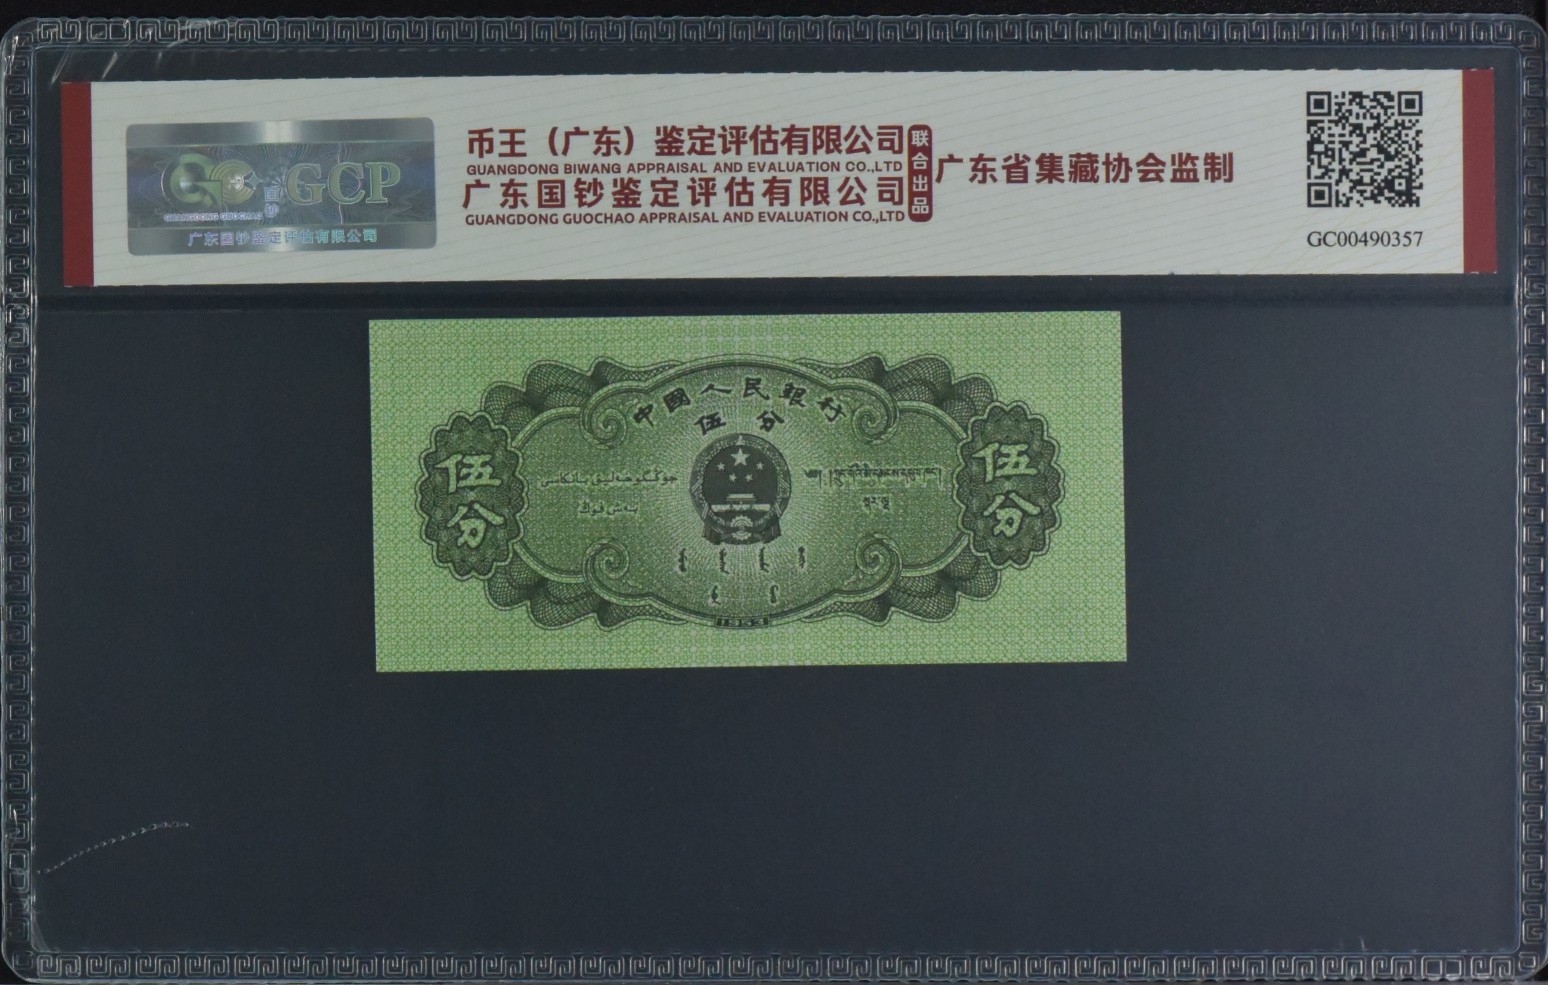 GCP
国钞
GUANGDONG GUOCHAO
广东国钞鉴定评估有限公司
币王（广东）鉴定评估有限公司
GUANGDONG BIWANG APPRAISAL AND EVALUATION CO.,LTD
广东国钞鉴定评估有限公司
GUANGDONG GUOCHAO APPRAISAL AND EVALUATION CO.,LTD
联合出品
广东省集藏协会监制
GC00490357
中國人民銀行
伍分
伍分
伍分
1953